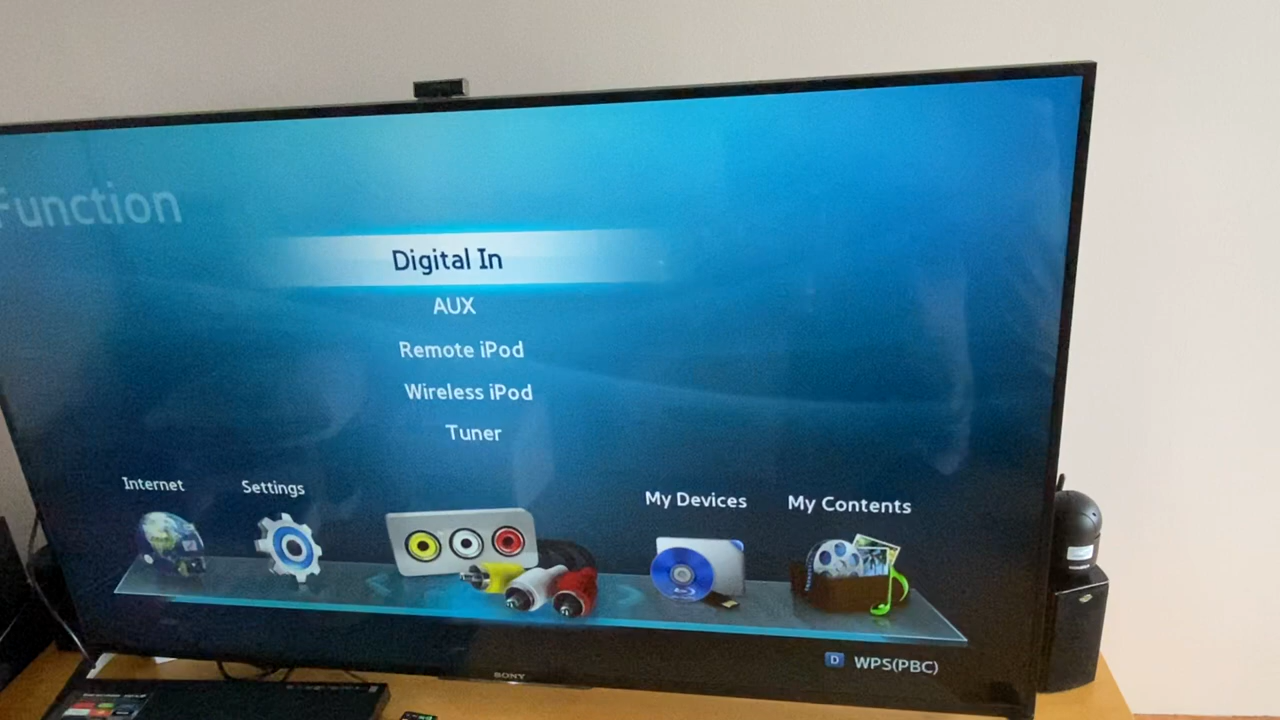 Function
Digital In
AUX
Remote iPod
Wireless iPod
Tuner
Internet
Settings
My Devices
My Contents
D WPS(PBC)
SONY